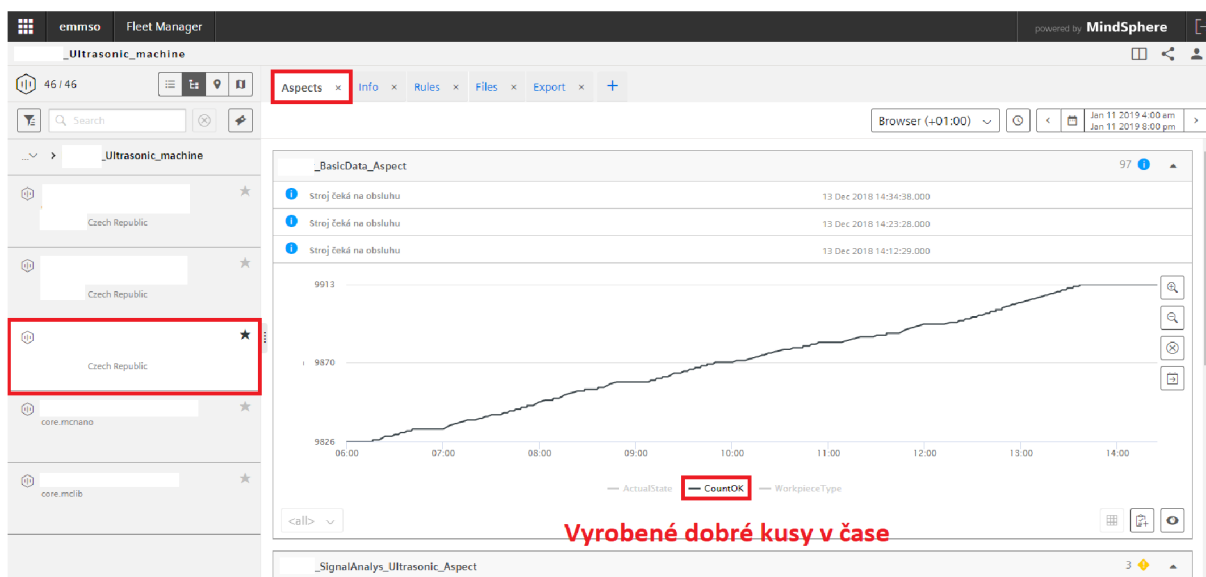 emmso Fleet Manager powered by MindSphere
_Ultrasonic_machine
46 / 46 Aspects × Info × Rules × Files × Export × +
Search Browser (+01:00) Jan 11 2019 4:00 am
Jan 11 2019 8:00 pm
... > _Ultrasonic_machine
_BasicData_Aspect 97
Stroj čeká na obsluhu 13 Dec 2018 14:34:38.000
Czech Republic
Stroj čeká na obsluhu 13 Dec 2018 14:23:28.000
Stroj čeká na obsluhu 13 Dec 2018 14:12:29.000
Czech Republic
9913
Czech Republic
9870
core.mcnano
9826
06:00 07:00 08:00 09:00 10:00 11:00 12:00 13:00 14:00
core.mclib
ActualState CountOK WorkpieceType
<all>
Vyrobené dobré kusy v čase
_SignalAnalys_Ultrasonic_Aspect 3